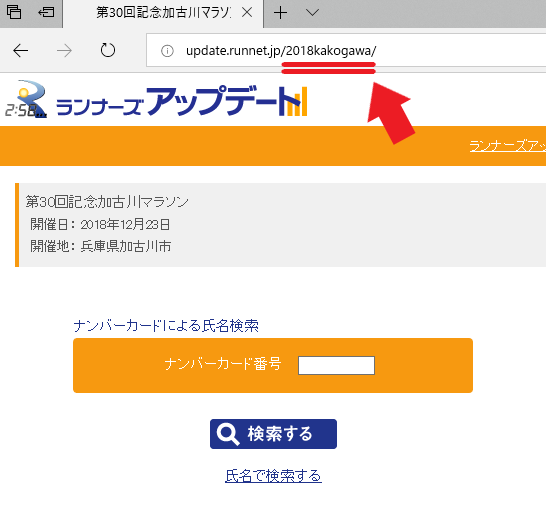 第30回記念加古川マラソ
update.runnet.jp/2018kakogawa/
2:58
ランナーズ アップデート
ランナーズアッ
第30回記念加古川マラソン
開催日： 2018年12月23日
開催地： 兵庫県加古川市
ナンバーカードによる氏名検索
ナンバーカード番号
検索する
氏名で検索する